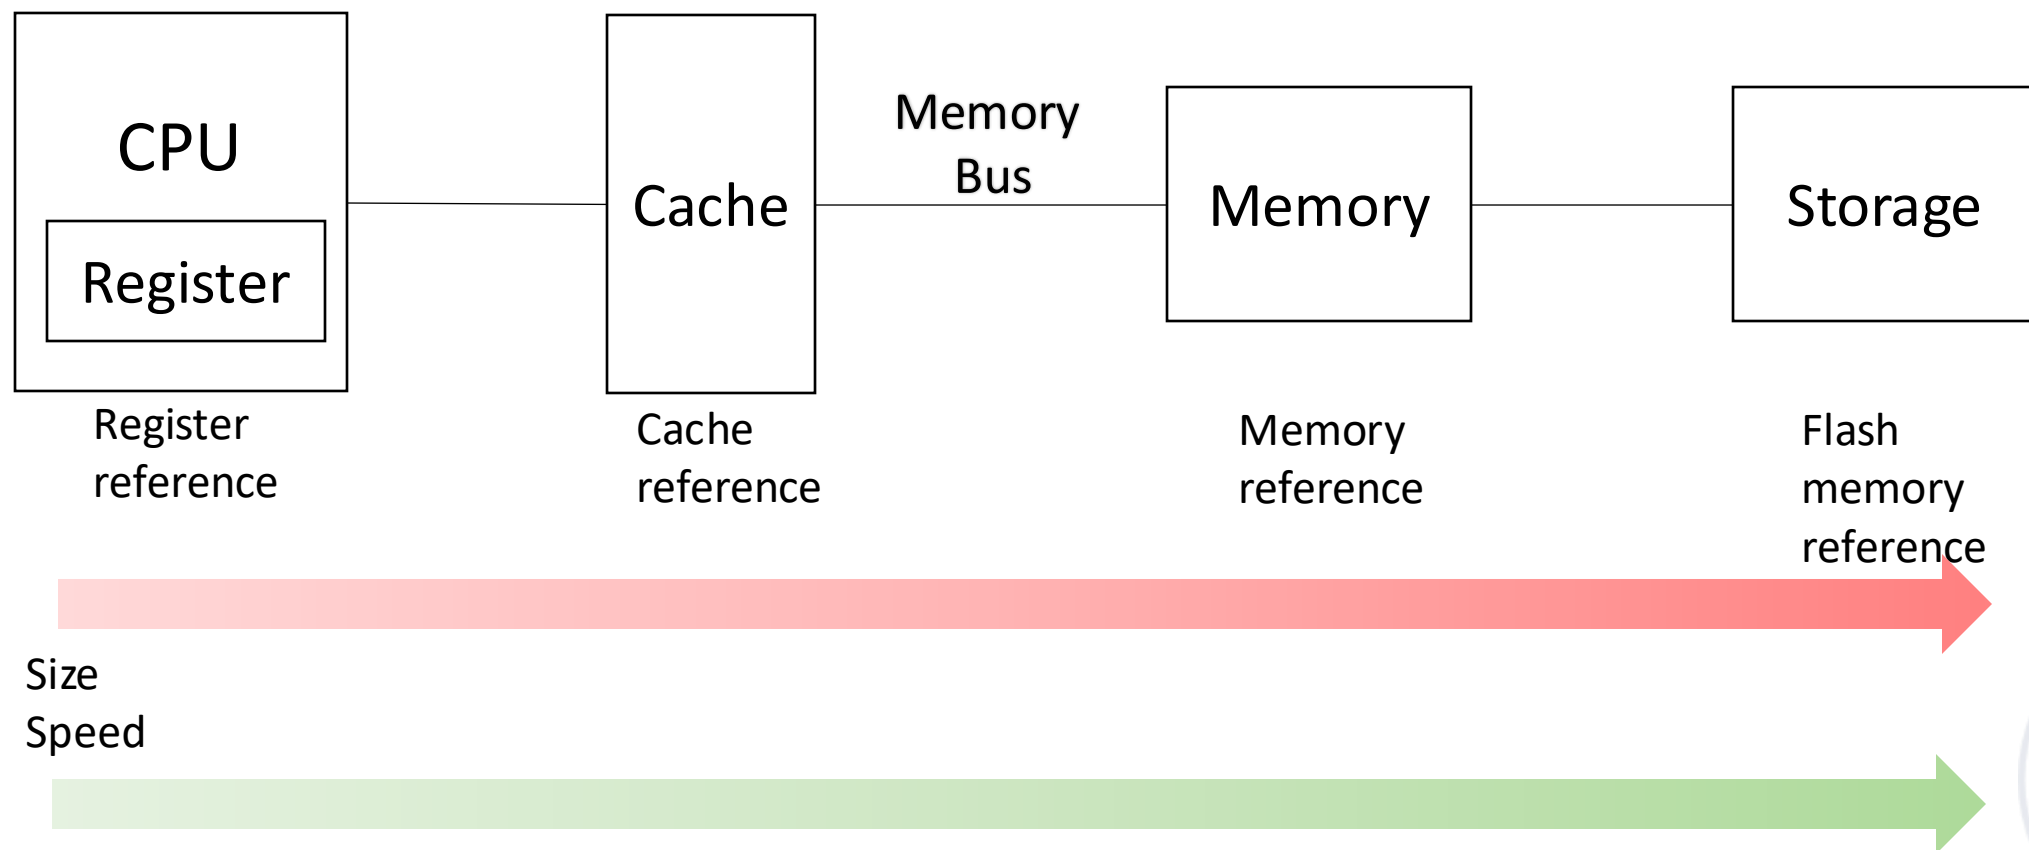 CPU
Register
Cache
Memory
Bus
Memory
Storage
Register
reference
Cache
reference
Memory
reference
Flash
memory
reference
Size
Speed